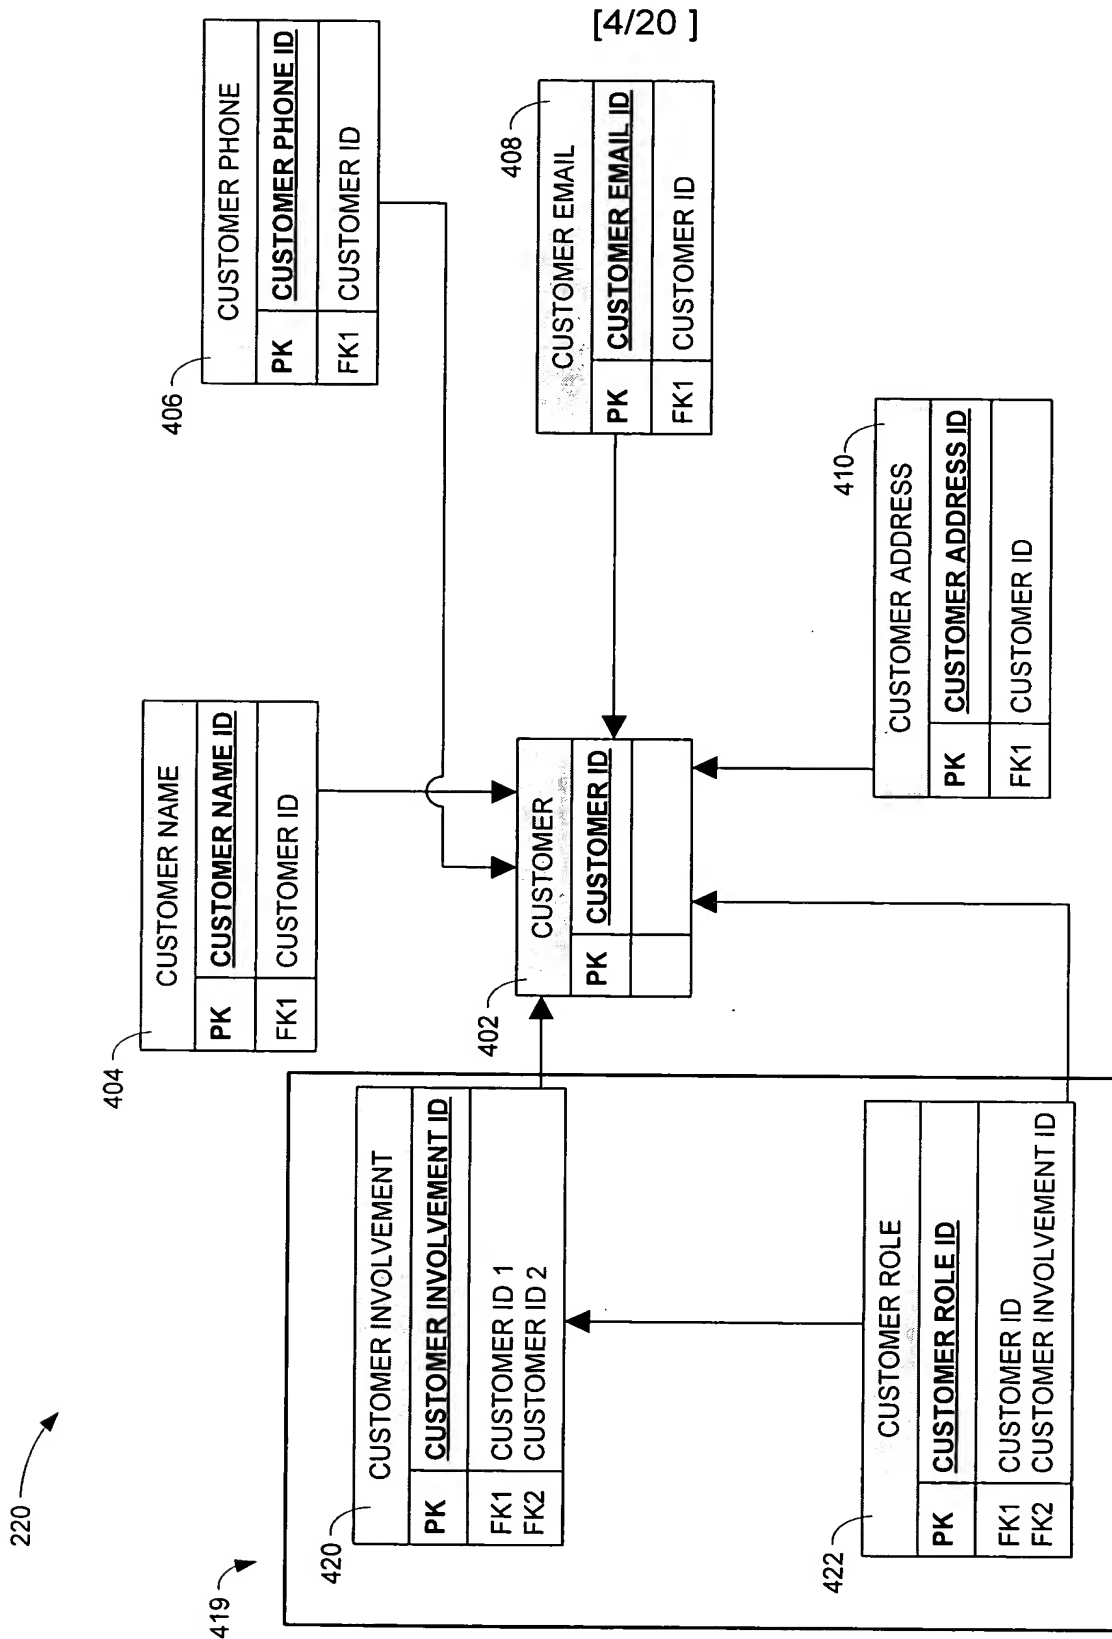 [4/20 ]
220
419
CUSTOMER INVOLVEMENT
PK CUSTOMER INVOLVEMENT ID
FK1 CUSTOMER ID 1
FK2 CUSTOMER ID 2
420
CUSTOMER ROLE
PK CUSTOMER ROLE ID
FK1 CUSTOMER ID
FK2 CUSTOMER INVOLVEMENT ID
422
404
CUSTOMER NAME
PK CUSTOMER NAME ID
FK1 CUSTOMER ID
402
CUSTOMER
PK CUSTOMER ID
406
CUSTOMER PHONE
PK CUSTOMER PHONE ID
FK1 CUSTOMER ID
408
CUSTOMER EMAIL
PK CUSTOMER EMAIL ID
FK1 CUSTOMER ID
410
CUSTOMER ADDRESS
PK CUSTOMER ADDRESS ID
FK1 CUSTOMER ID